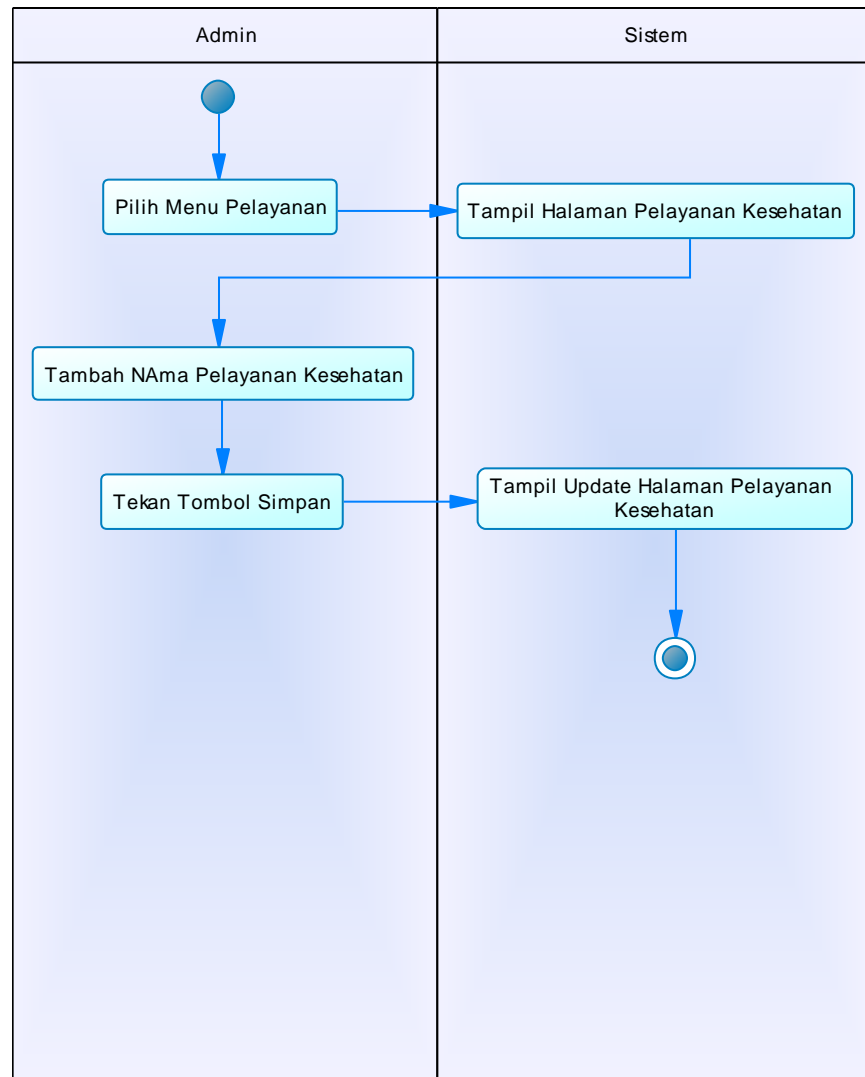 Admin
Sistem
Pilih Menu Pelayanan
Tampil Halaman Pelayanan Kesehatan
Tambah NAma Pelayanan Kesehatan
Tekan Tombol Simpan
Tampil Update Halaman Pelayanan
Kesehatan